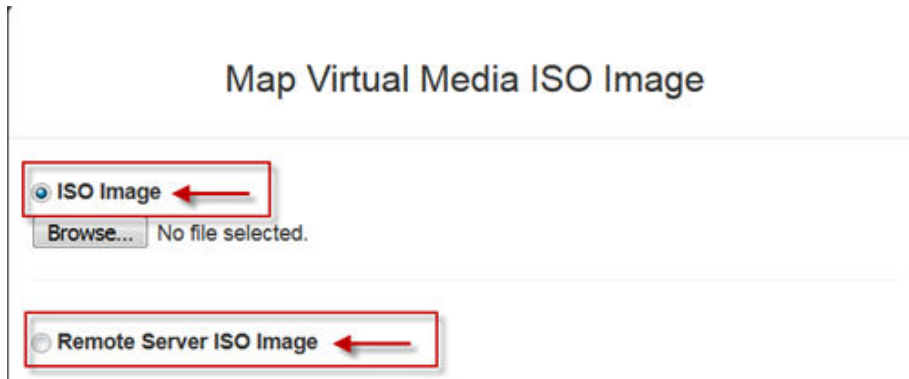 Map Virtual Media ISO Image
ISO Image
Browse... No file selected.
Remote Server ISO Image